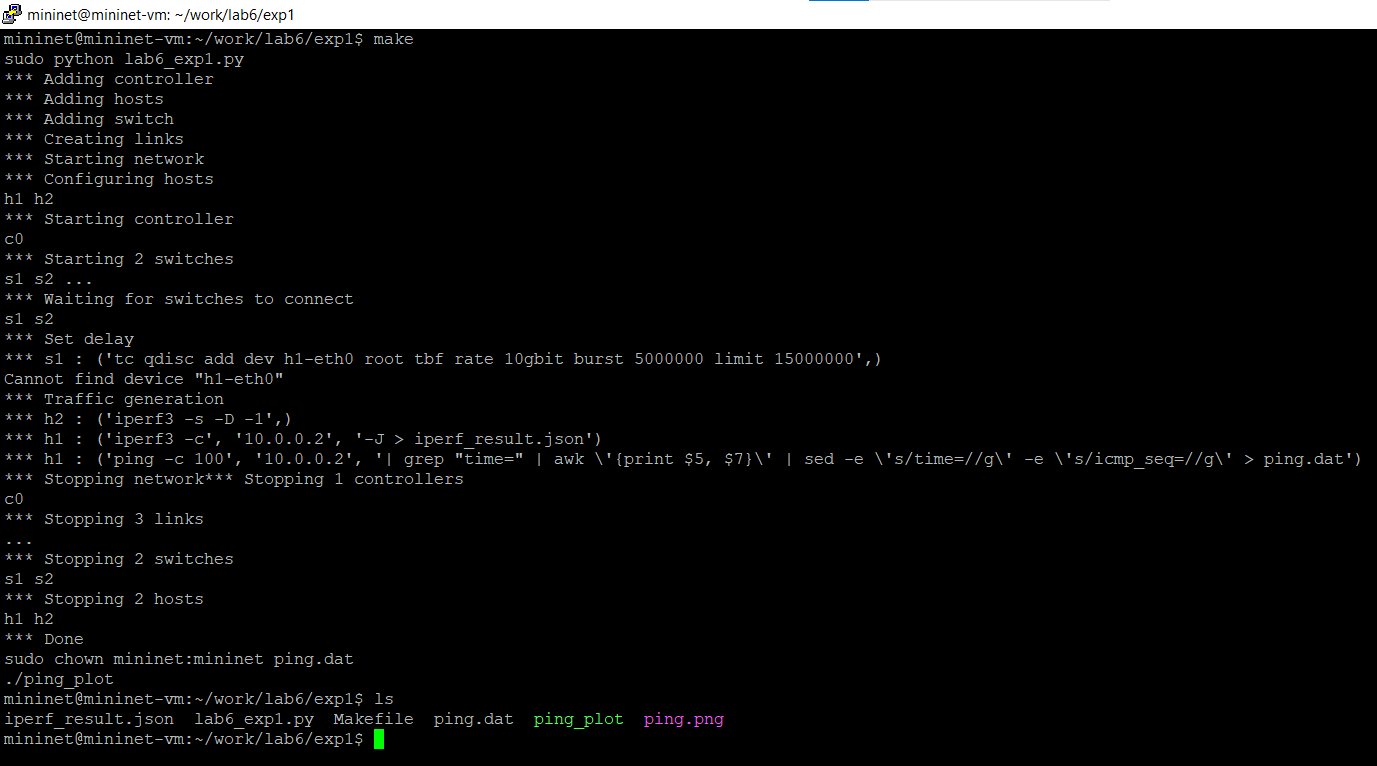 mininet@mininet-vm: ~/work/lab6/exp1
mininet@mininet-vm:~/work/lab6/exp1$ make
sudo python lab6_exp1.py
*** Adding controller
*** Adding hosts
*** Adding switch
*** Creating links
*** Starting network
*** Configuring hosts
h1 h2
*** Starting controller
c0
*** Starting 2 switches
s1 s2 ...
*** Waiting for switches to connect
s1 s2
*** Set delay
*** s1 : ('tc qdisc add dev h1-eth0 root tbf rate 10gbit burst 5000000 limit 15000000',)
Cannot find device "h1-eth0"
*** Traffic generation
*** h2 : ('iperf3 -s -D -1',)
*** h1 : ('iperf3 -c', '10.0.0.2', '-J > iperf_result.json')
*** h1 : ('ping -c 100', '10.0.0.2', '| grep "time=" | awk \'{print $5, $7}\' | sed -e \'s/time=//g\' -e \'s/icmp_seq=//g\' > ping.dat')
*** Stopping network*** Stopping 1 controllers
c0
*** Stopping 3 links
...
*** Stopping 2 switches
s1 s2
*** Stopping 2 hosts
h1 h2
*** Done
sudo chown mininet:mininet ping.dat
./ping_plot
mininet@mininet-vm:~/work/lab6/exp1$ ls
iperf_result.json  lab6_exp1.py  Makefile  ping.dat  ping_plot  ping.png
mininet@mininet-vm:~/work/lab6/exp1$